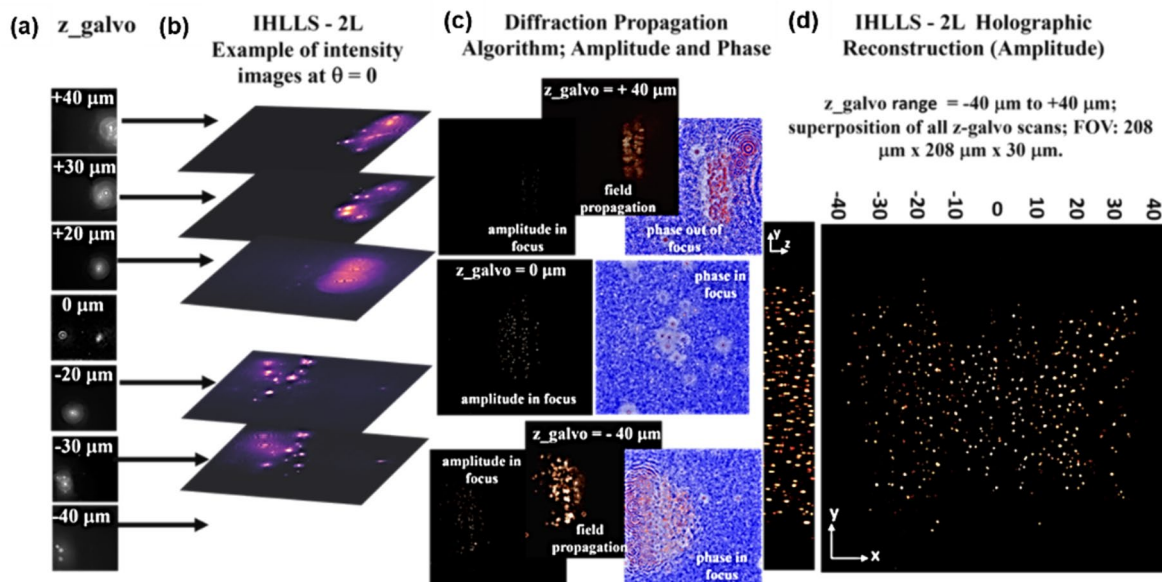 (a) z_galvo
+40 μm
+30 μm
+20 μm
0 μm
-20 μm
-30 μm
-40 μm
(b) IHLLS - 2L
Example of intensity
images at θ = 0
(c) Diffraction Propagation
Algorithm; Amplitude and Phase
z_galvo = + 40 μm
amplitude in
focus
field
propagation
phase out of
focus
z_galvo = 0 μm
amplitude in focus
phase in
focus
z_galvo = - 40 μm
amplitude in
focus
field
propagation
phase in
focus
y
z
(d) IHLLS - 2L Holographic
Reconstruction (Amplitude)
z_galvo range = -40 μm to +40 μm;
superposition of all z-galvo scans; FOV: 208
μm x 208 μm x 30 μm.
-40 -30 -20 -10 0 10 20 30 40
y
x